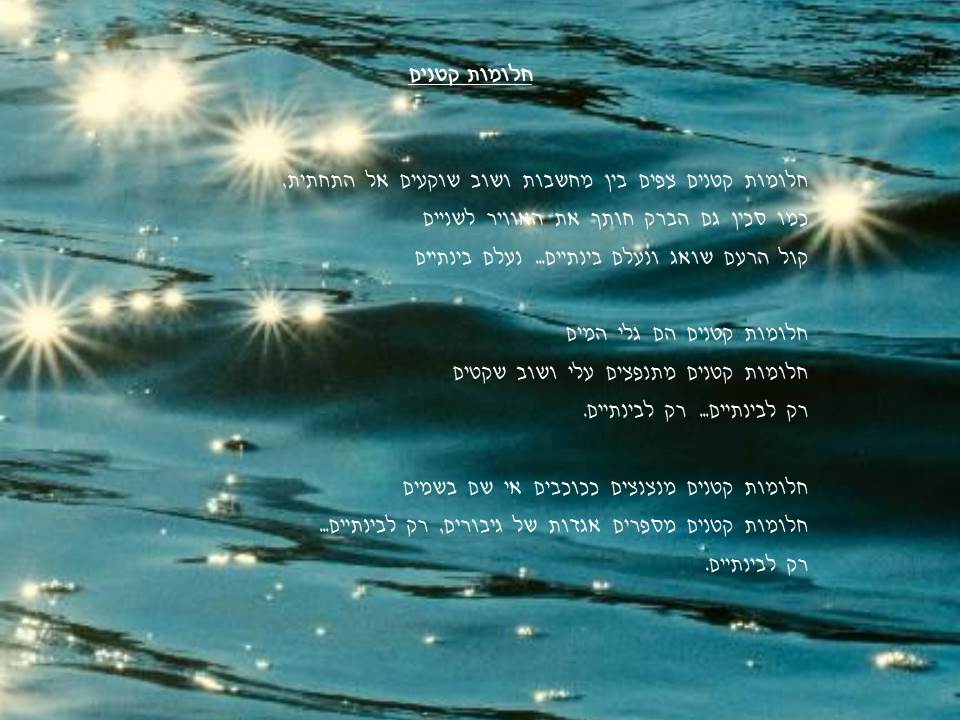 חלומות קטנים
חלומות קטנים צפים בין מחשבות ושוב שוקעים אל התחתית,
כמו סכין גם הברק חותך את האוויר לשניים
קול הרעם שואג ונעלם בינתיים... נעלם בינתיים
חלומות קטנים הם גלי המים
חלומות קטנים מתנפצים עלי ושוב שקטים
רק לבינתיים... רק לבינתיים.
חלומות קטנים מנצנצים ככוכבים אי שם בשמים
חלומות קטנים מספרים אגדות של גיבורים, רק לבינתיים...
רק לבינתיים.